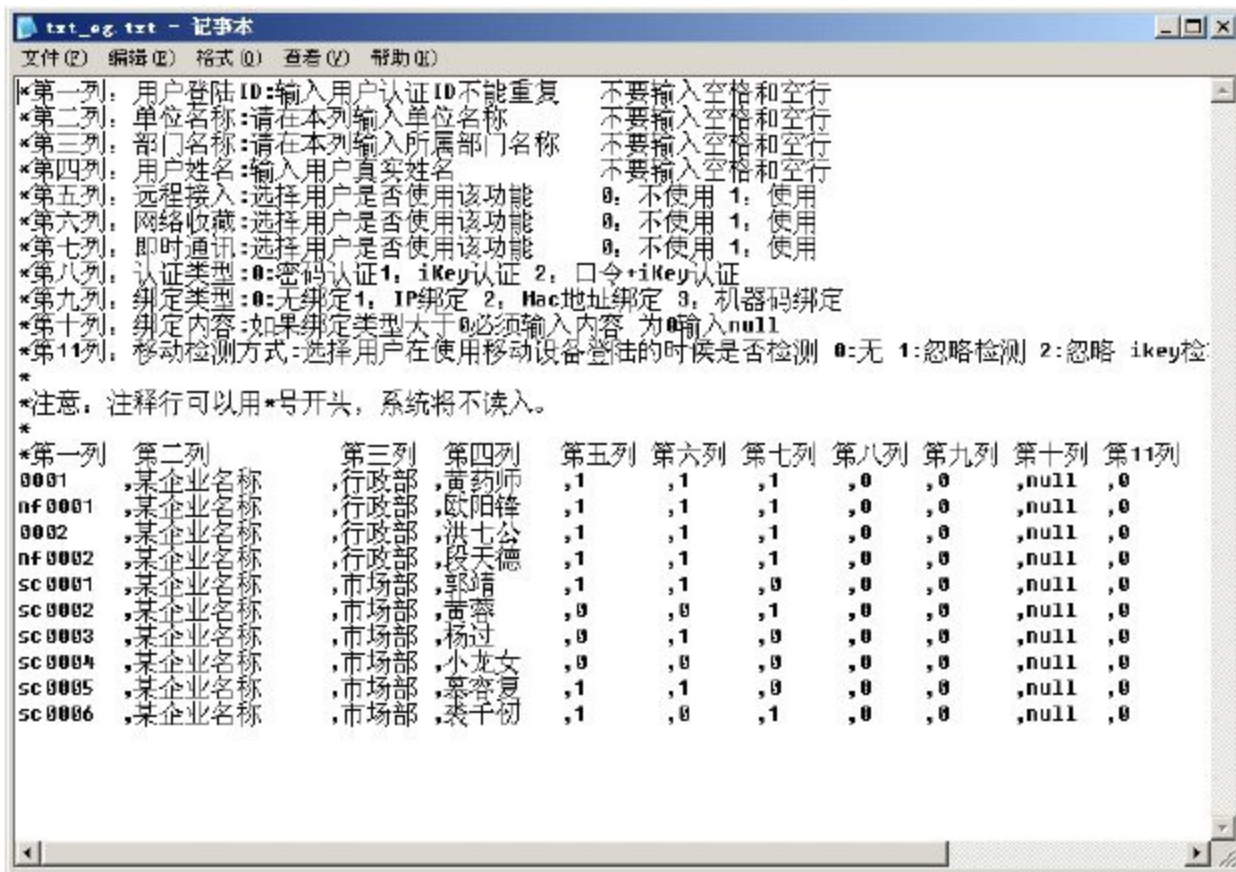 txt_eg.txt - 记事本
文件(F) 编辑(E) 格式(O) 查看(V) 帮助(H)
*第一列：用户登陆ID:输入用户认证ID不能重复 不要输入空格和空行
*第二列：单位名称:请在本列输入单位名称 不要输入空格和空行
*第三列：部门名称:请在本列输入所属部门名称 不要输入空格和空行
*第四列：用户姓名:输入用户真实姓名 不要输入空格和空行
*第五列：远程接入:选择用户是否使用该功能 0：不使用 1：使用
*第六列：网络收藏:选择用户是否使用该功能 0：不使用 1：使用
*第七列：即时通讯:选择用户是否使用该功能 0：不使用 1：使用
*第八列：认证类型:0:密码认证1：iKey认证 2：口令+iKey认证
*第九列：绑定类型:0:无绑定1：IP绑定 2：Mac地址绑定 3：机器码绑定
*第十列：绑定内容:如果绑定类型大于0必须输入内容 为0输入null
*第11列：移动检测方式:选择用户在使用移动设备登陆的时候是否检测 0:无 1:忽略检测 2:忽略 ikey检
*
*注意：注释行可以用*号开头，系统将不读入。
*
*第一列 第二列 第三列 第四列 第五列 第六列 第七列 第八列 第九列 第十列 第11列
0001 ,某企业名称 ,行政部 ,黄药师 ,1 ,1 ,1 ,0 ,0 ,null ,0
nf0001 ,某企业名称 ,行政部 ,欧阳锋 ,1 ,1 ,1 ,0 ,0 ,null ,0
0002 ,某企业名称 ,行政部 ,洪七公 ,1 ,1 ,1 ,0 ,0 ,null ,0
nf0002 ,某企业名称 ,行政部 ,段天德 ,1 ,1 ,1 ,0 ,0 ,null ,0
sc0001 ,某企业名称 ,市场部 ,郭靖 ,1 ,1 ,0 ,0 ,0 ,null ,0
sc0002 ,某企业名称 ,市场部 ,黄蓉 ,0 ,0 ,1 ,0 ,0 ,null ,0
sc0003 ,某企业名称 ,市场部 ,杨过 ,0 ,1 ,0 ,0 ,0 ,null ,0
sc0004 ,某企业名称 ,市场部 ,小龙女 ,0 ,0 ,0 ,0 ,0 ,null ,0
sc0005 ,某企业名称 ,市场部 ,慕容复 ,1 ,1 ,0 ,0 ,0 ,null ,0
sc0006 ,某企业名称 ,市场部 ,裘千仞 ,1 ,0 ,1 ,0 ,0 ,null ,0